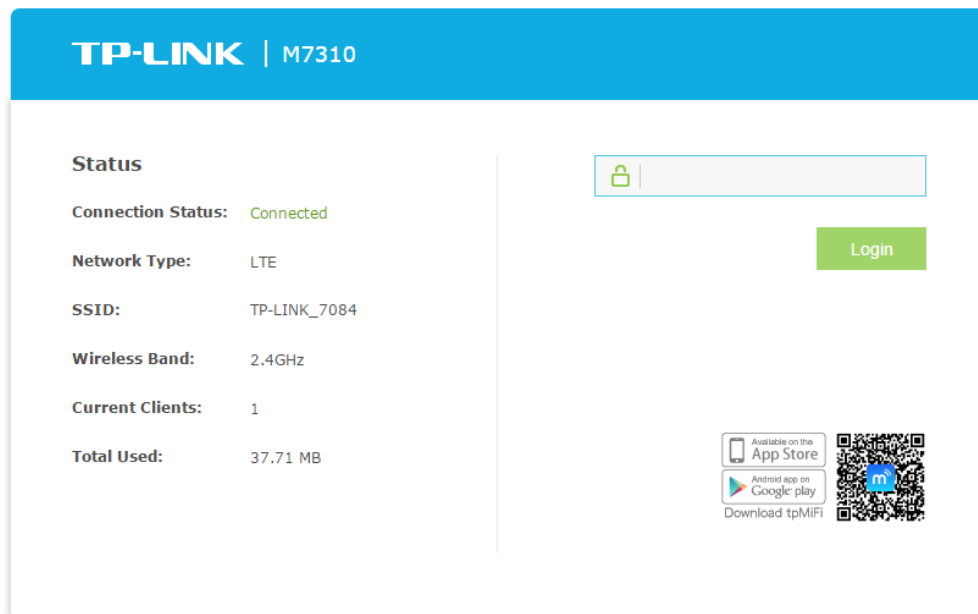 TP-LINK | M7310
Status
Connection Status: Connected
Network Type: LTE
SSID: TP-LINK_7084
Wireless Band: 2.4GHz
Current Clients: 1
Total Used: 37.71 MB
Login
Available on the
App Store
Android app on
Google play
Download tpMiFi
m